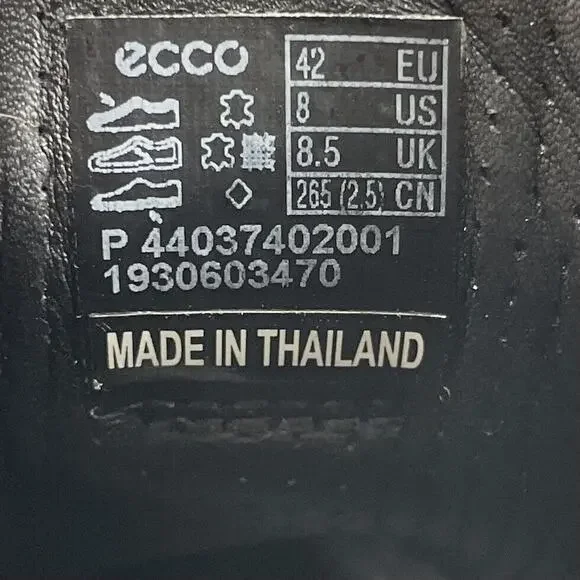 ecco
42 EU
8 US
8.5 UK
265 (2.5) CN
P 44037402001
1930603470
MADE IN THAILAND